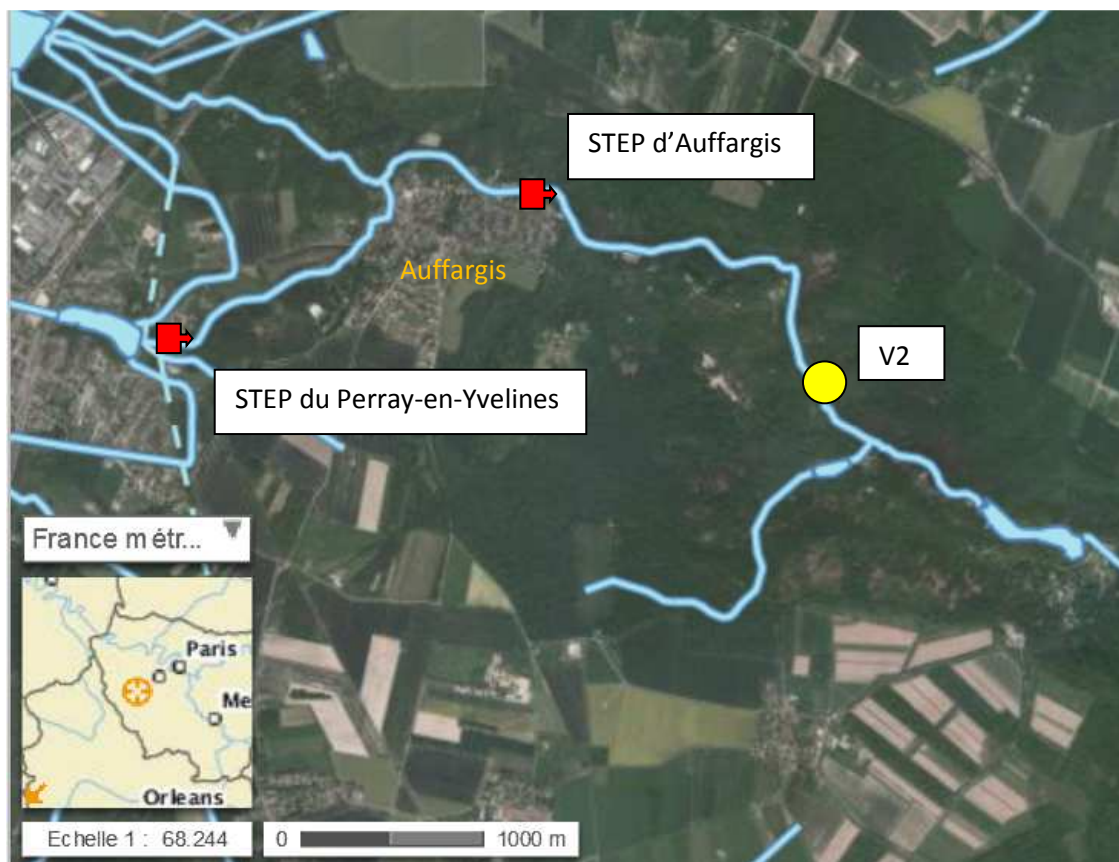 STEP d’Auffargis
Auffargis
V2
STEP du Perray-en-Yvelines
France métr...
Paris
Me
Orleans
Echelle 1 : 68.244
0
1000 m